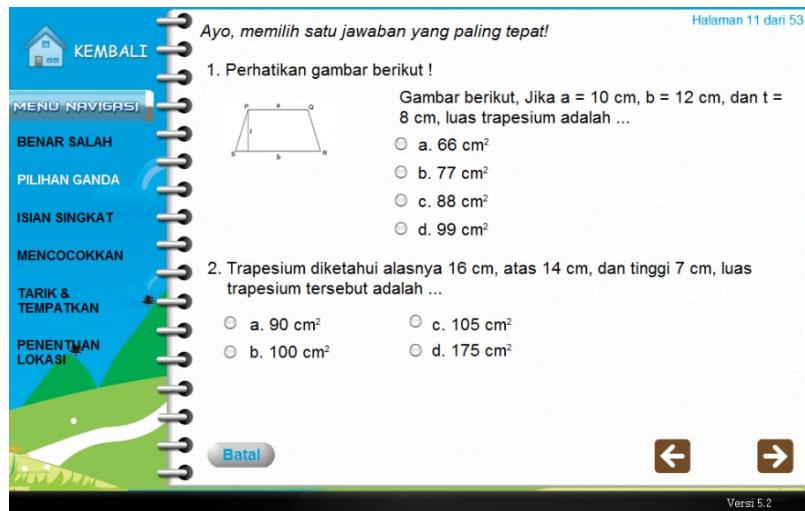 Halaman 11 dari 53
KEMBALI
MENU NAVIGASI
BENAR SALAH
PILIHAN GANDA
ISIAN SINGKAT
MENCOCOKKAN
TARIK &
TEMPATKAN
PENENTUAN
LOKASI
Ayo, memilih satu jawaban yang paling tepat!
1. Perhatikan gambar berikut !
P a Q
t
S b R
Gambar berikut, Jika a = 10 cm, b = 12 cm, dan t =
8 cm, luas trapesium adalah ...
a. 66 cm²
b. 77 cm²
c. 88 cm²
d. 99 cm²
2. Trapesium diketahui alasnya 16 cm, atas 14 cm, dan tinggi 7 cm, luas
trapesium tersebut adalah ...
a. 90 cm²
b. 100 cm²
c. 105 cm²
d. 175 cm²
Batal
Versi 5.2